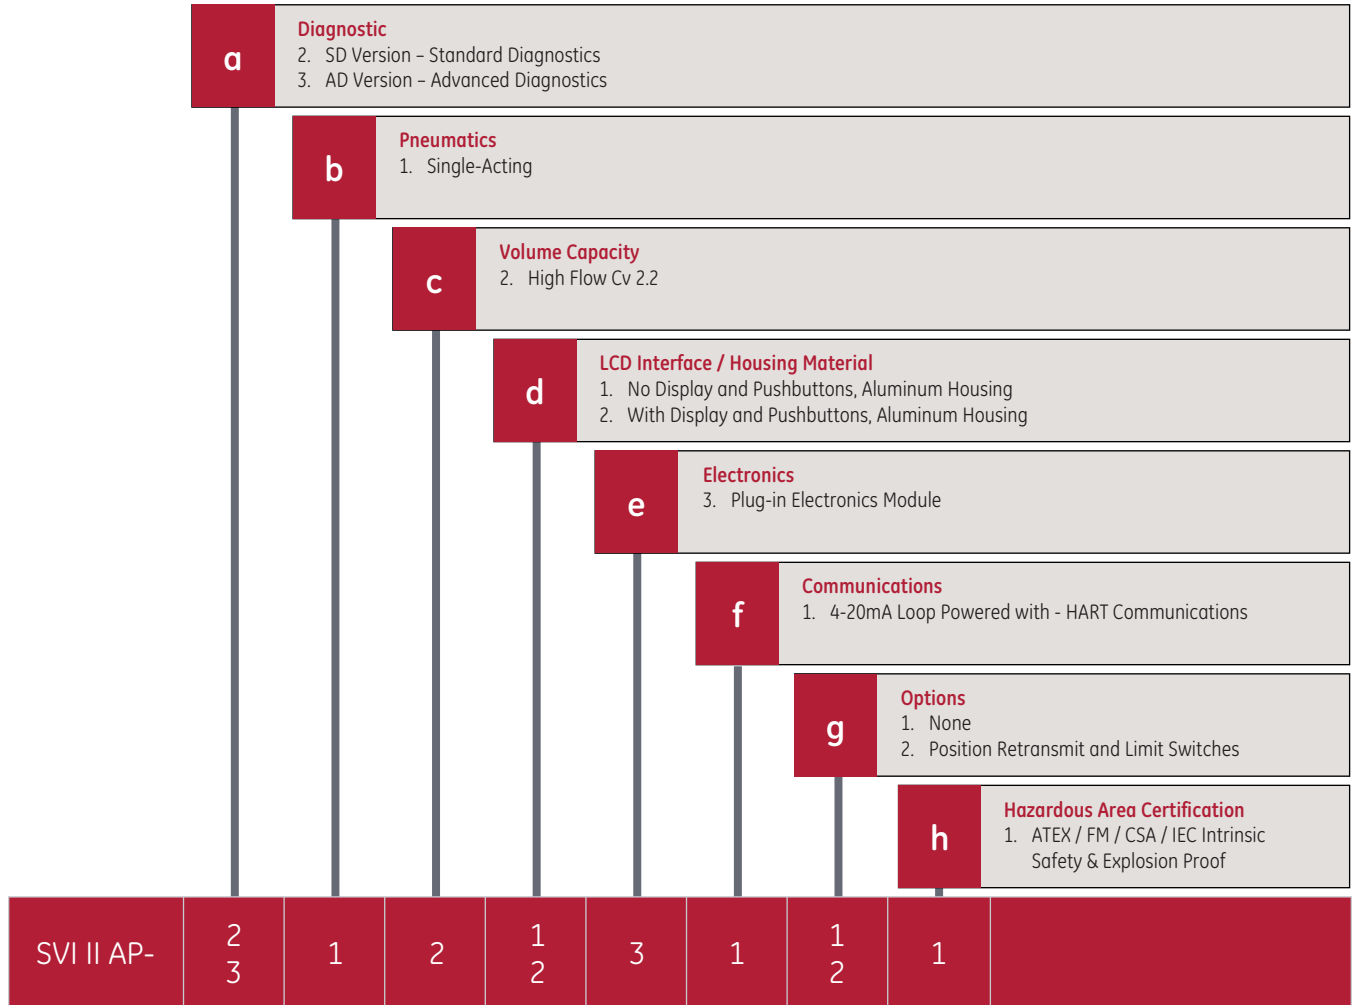 a
Diagnostic
2. SD Version – Standard Diagnostics
3. AD Version – Advanced Diagnostics
b
Pneumatics
1. Single-Acting
c
Volume Capacity
2. High Flow Cv 2.2
d
LCD Interface / Housing Material
1. No Display and Pushbuttons, Aluminum Housing
2. With Display and Pushbuttons, Aluminum Housing
e
Electronics
3. Plug-in Electronics Module
f
Communications
1. 4-20mA Loop Powered with - HART Communications
g
Options
1. None
2. Position Retransmit and Limit Switches
h
Hazardous Area Certification
1. ATEX / FM / CSA / IEC Intrinsic
Safety & Explosion Proof
SVI II AP-
2
3
1
2
1
2
3
1
1
2
1